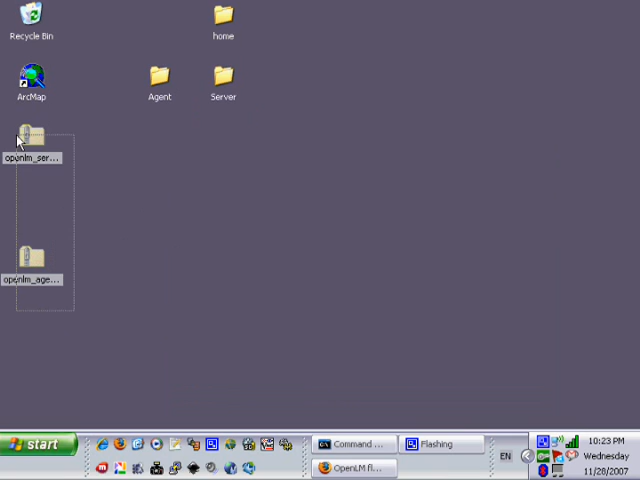 Recycle Bin
home
ArcMap
Agent
Server
openlm_ser...
openlm_age...
start
Command ...
Flashing
OpenLM fl...
EN
10:23 PM
Wednesday
11/28/2007